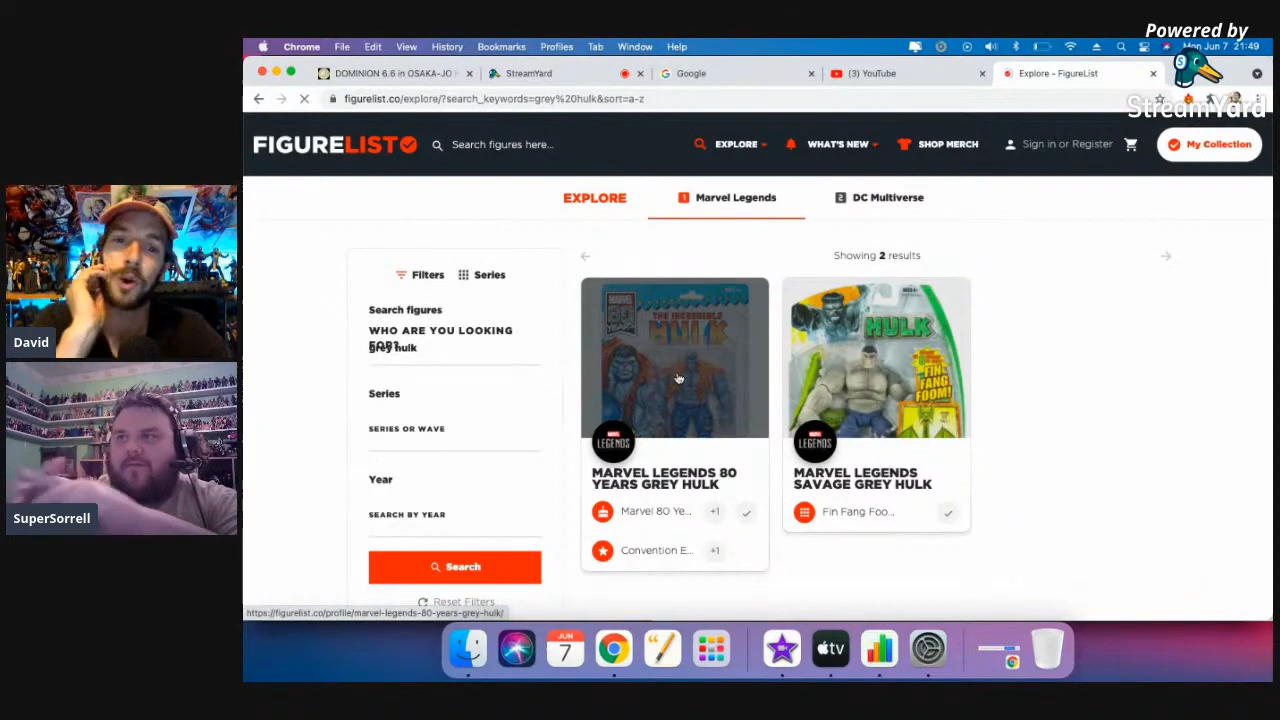 Powered by
StreamYard
Chrome File Edit View History Bookmarks Profiles Tab Window Help
Mon Jun 7 21:49
DOMINION 6.6 in OSAKA-JO H
StreamYard
Google
(3) YouTube
Explore - FigureList
figurelist.co/explore/?search_keywords=grey%20hulk&sort=a-z
FIGURELIST
Search figures here...
EXPLORE
WHAT'S NEW
SHOP MERCH
Sign in or Register
My Collection
EXPLORE
1 Marvel Legends
2 DC Multiverse
Filters
Series
Showing 2 results
Search figures
WHO ARE YOU LOOKING
FOR?
grey hulk
Series
SERIES OR WAVE
Year
SEARCH BY YEAR
Search
Reset Filters
MARVEL
THE INCREDIBLE
HULK
MARVEL
LEGENDS
MARVEL LEGENDS 80
YEARS GREY HULK
Marvel 80 Ye...
+1
Convention E...
+1
HULK
FIN
FANG
FOOM!
MARVEL
LEGENDS
MARVEL LEGENDS
SAVAGE GREY HULK
Fin Fang Foo...
https://figurelist.co/profile/marvel-legends-80-years-grey-hulk/
David
SuperSorrell
JUN
7
tv